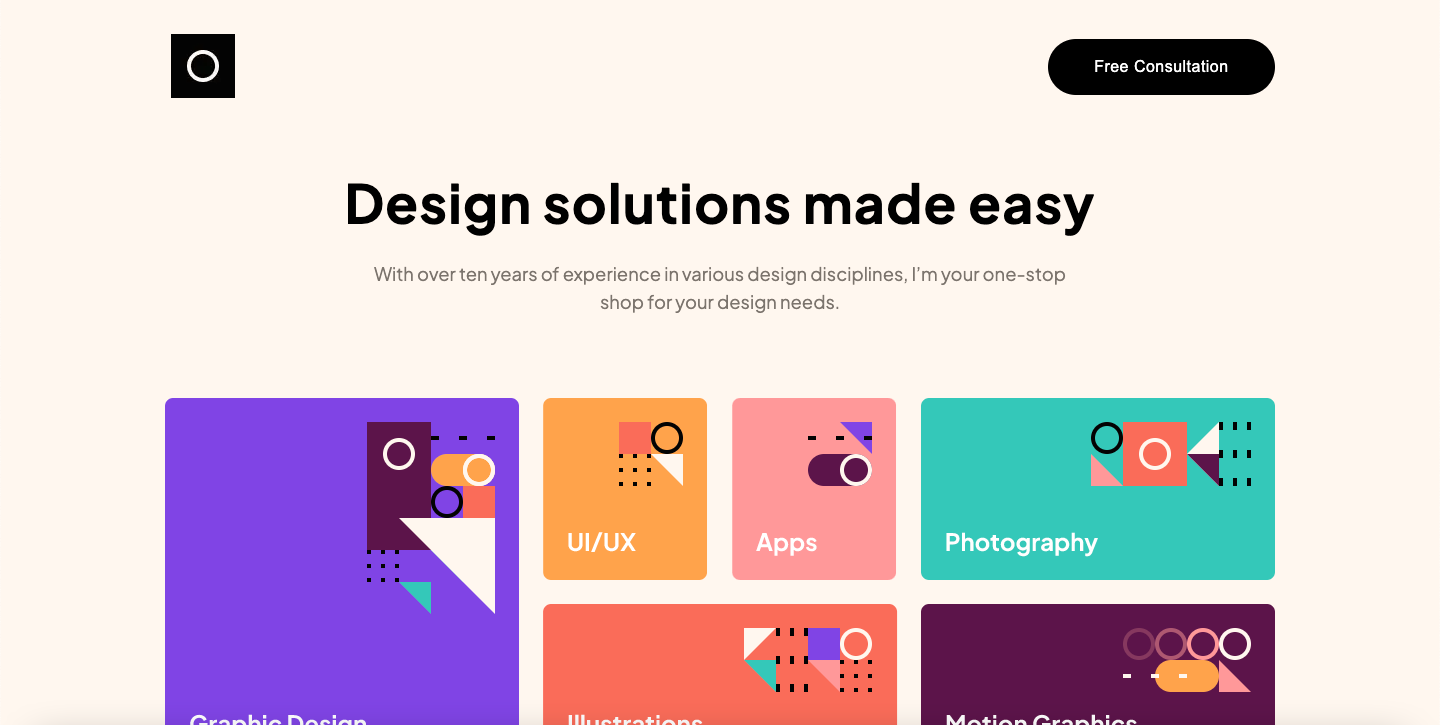 Free Consultation
Design solutions made easy
With over ten years of experience in various design disciplines, I’m your one-stop
shop for your design needs.
UI/UX
Apps
Photography
Graphic Design
Illustrations
Motion Graphics